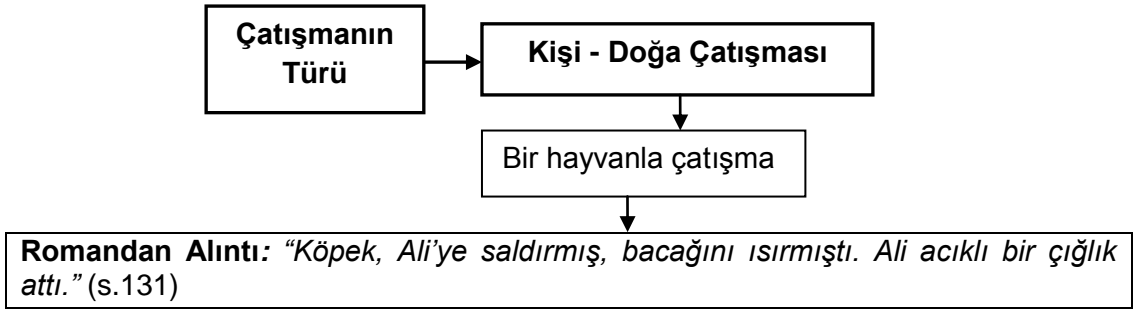 Çatışmanın
Türü
Kişi - Doğa Çatışması
Bir hayvanla çatışma
Romandan Alıntı: “Köpek, Ali’ye saldırmış, bacağını ısırmıştı. Ali acıklı bir çığlık
attı.” (s.131)